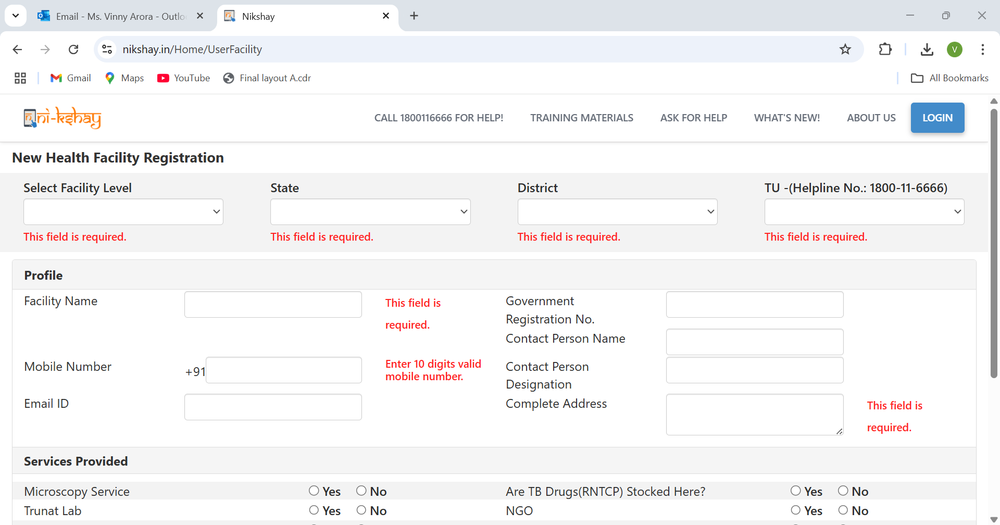 Email - Ms. Vinny Arora - Outlo
Nikshay
nikshay.in/Home/UserFacility
V
Gmail
Maps
YouTube
Final layout A.cdr
All Bookmarks
ni-kshay
CALL 1800116666 FOR HELP!
TRAINING MATERIALS
ASK FOR HELP
WHAT'S NEW!
ABOUT US
LOGIN
New Health Facility Registration
Select Facility Level
State
District
TU -(Helpline No.: 1800-11-6666)
This field is required.
This field is required.
This field is required.
This field is required.
Profile
Facility Name
This field is
required.
Government
Registration No.
Contact Person Name
Mobile Number
+91
Enter 10 digits valid
mobile number.
Contact Person
Designation
Email ID
Complete Address
This field is
required.
Services Provided
Microscopy Service
Yes
No
Are TB Drugs(RNTCP) Stocked Here?
Yes
No
Trunat Lab
Yes
No
NGO
Yes
No